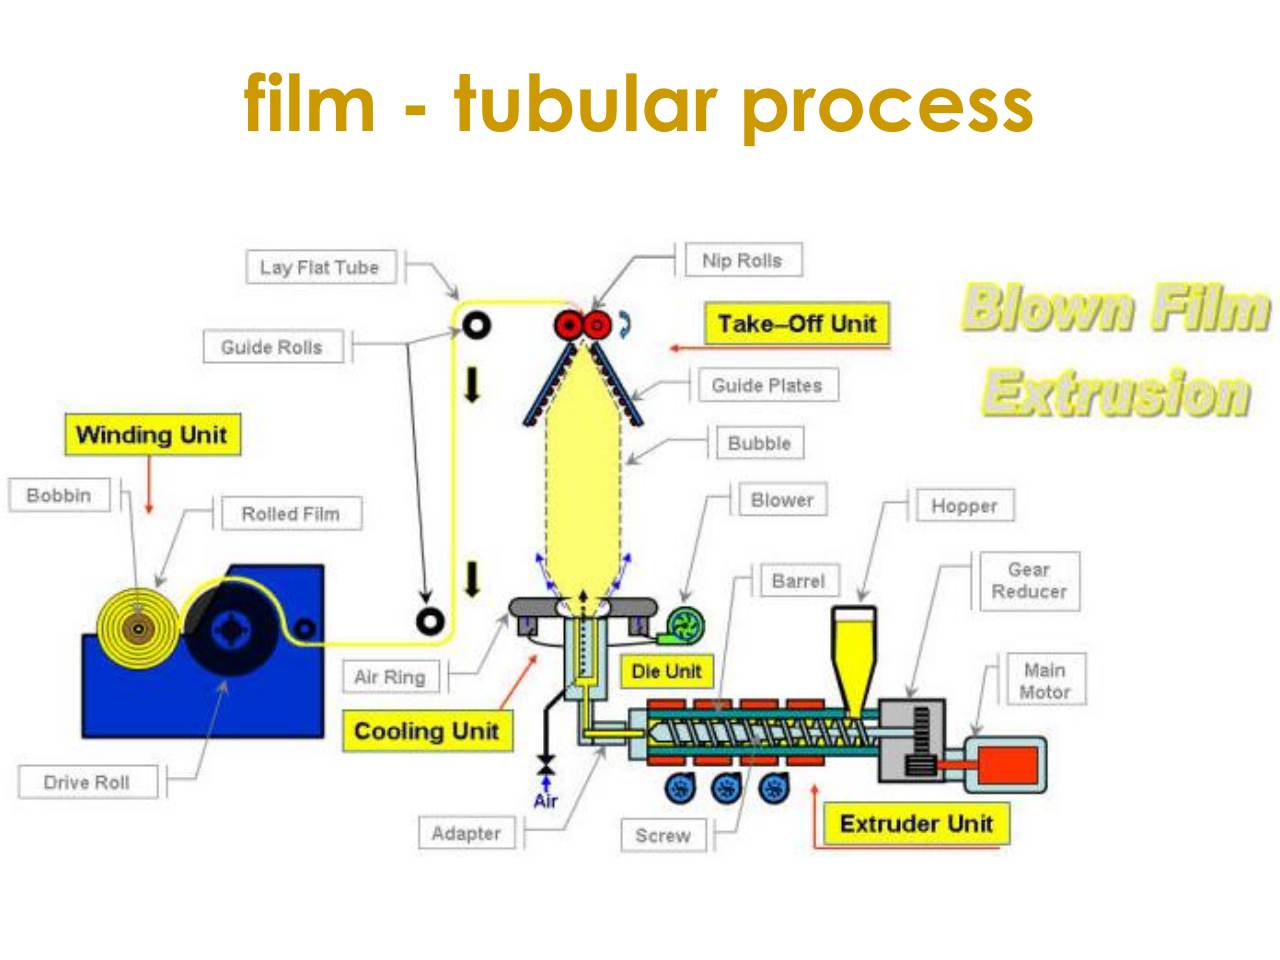 film - tubular process
Lay Flat Tube
Nip Rolls
Blown Film
Extrusion
Take–Off Unit
Guide Rolls
Guide Plates
Winding Unit
Bubble
Bobbin
Rolled Film
Blower
Hopper
Barrel
Gear
Reducer
Air Ring
Die Unit
Main
Motor
Cooling Unit
Drive Roll
Air
Adapter
Screw
Extruder Unit